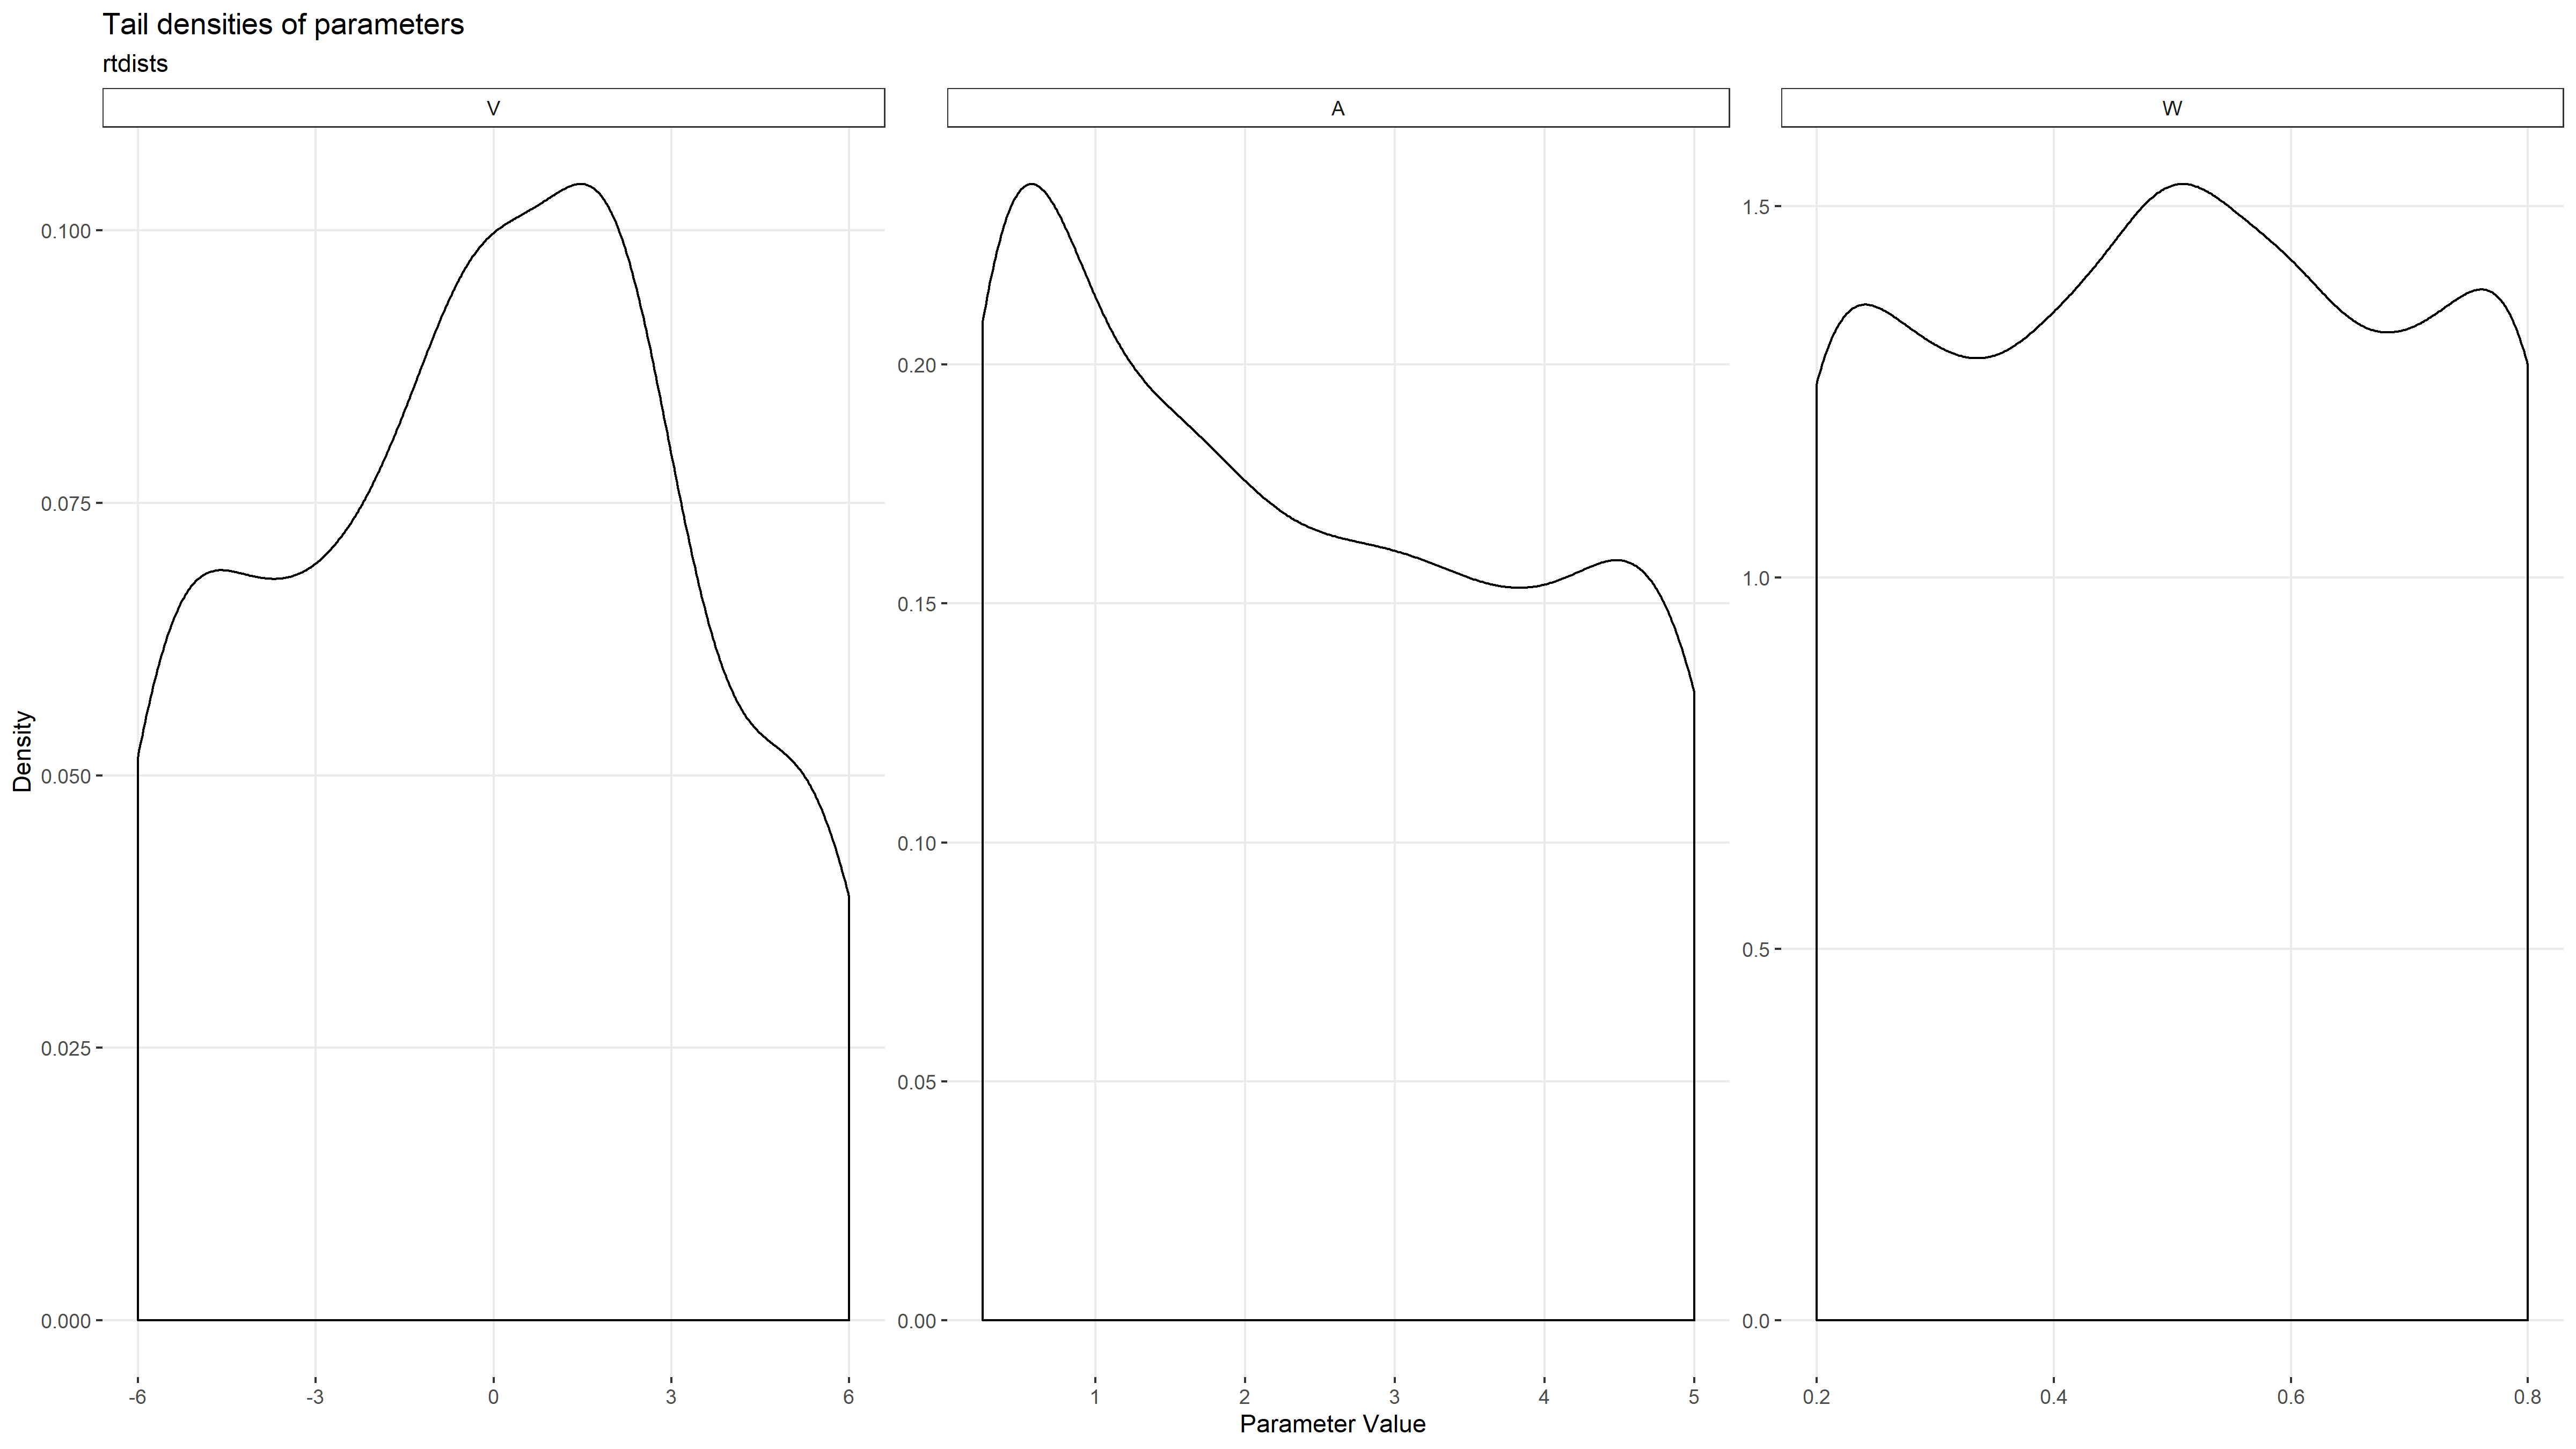 Tail densities of parameters
rtdists
V
A
W
Density
0.100
0.075
0.050
0.025
0.000
0.20
0.15
0.10
0.05
0.00
1.5
1.0
0.5
0.0
-6 -3 0 3 6
1 2 3 4 5
0.2 0.4 0.6 0.8
Parameter Value